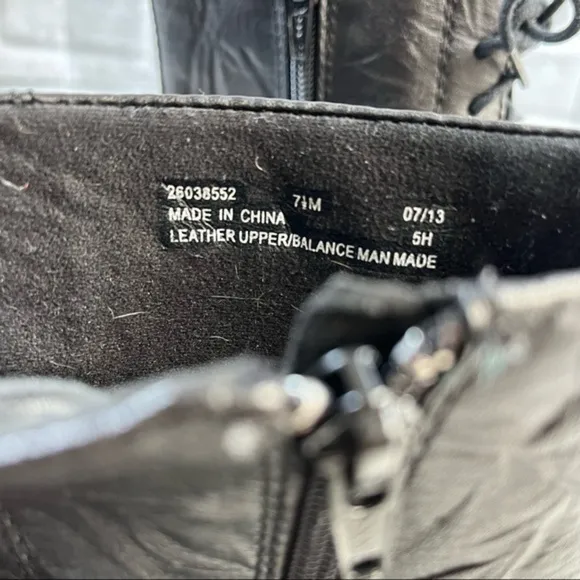 26038552 7½M 07/13
MADE IN CHINA 5H
LEATHER UPPER/BALANCE MAN MADE